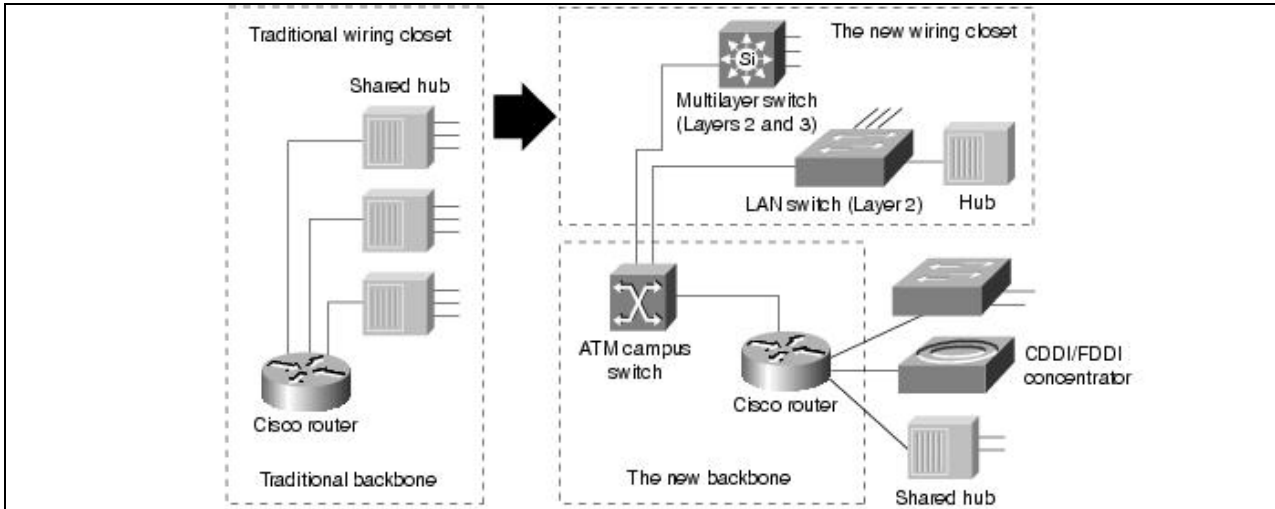 Traditional wiring closet
Shared hub
Cisco router
Traditional backbone
The new wiring closet
Si
Multilayer switch
(Layers 2 and 3)
LAN switch (Layer 2)
Hub
ATM campus
switch
Cisco router
The new backbone
CDDI/FDDI
concentrator
Shared hub